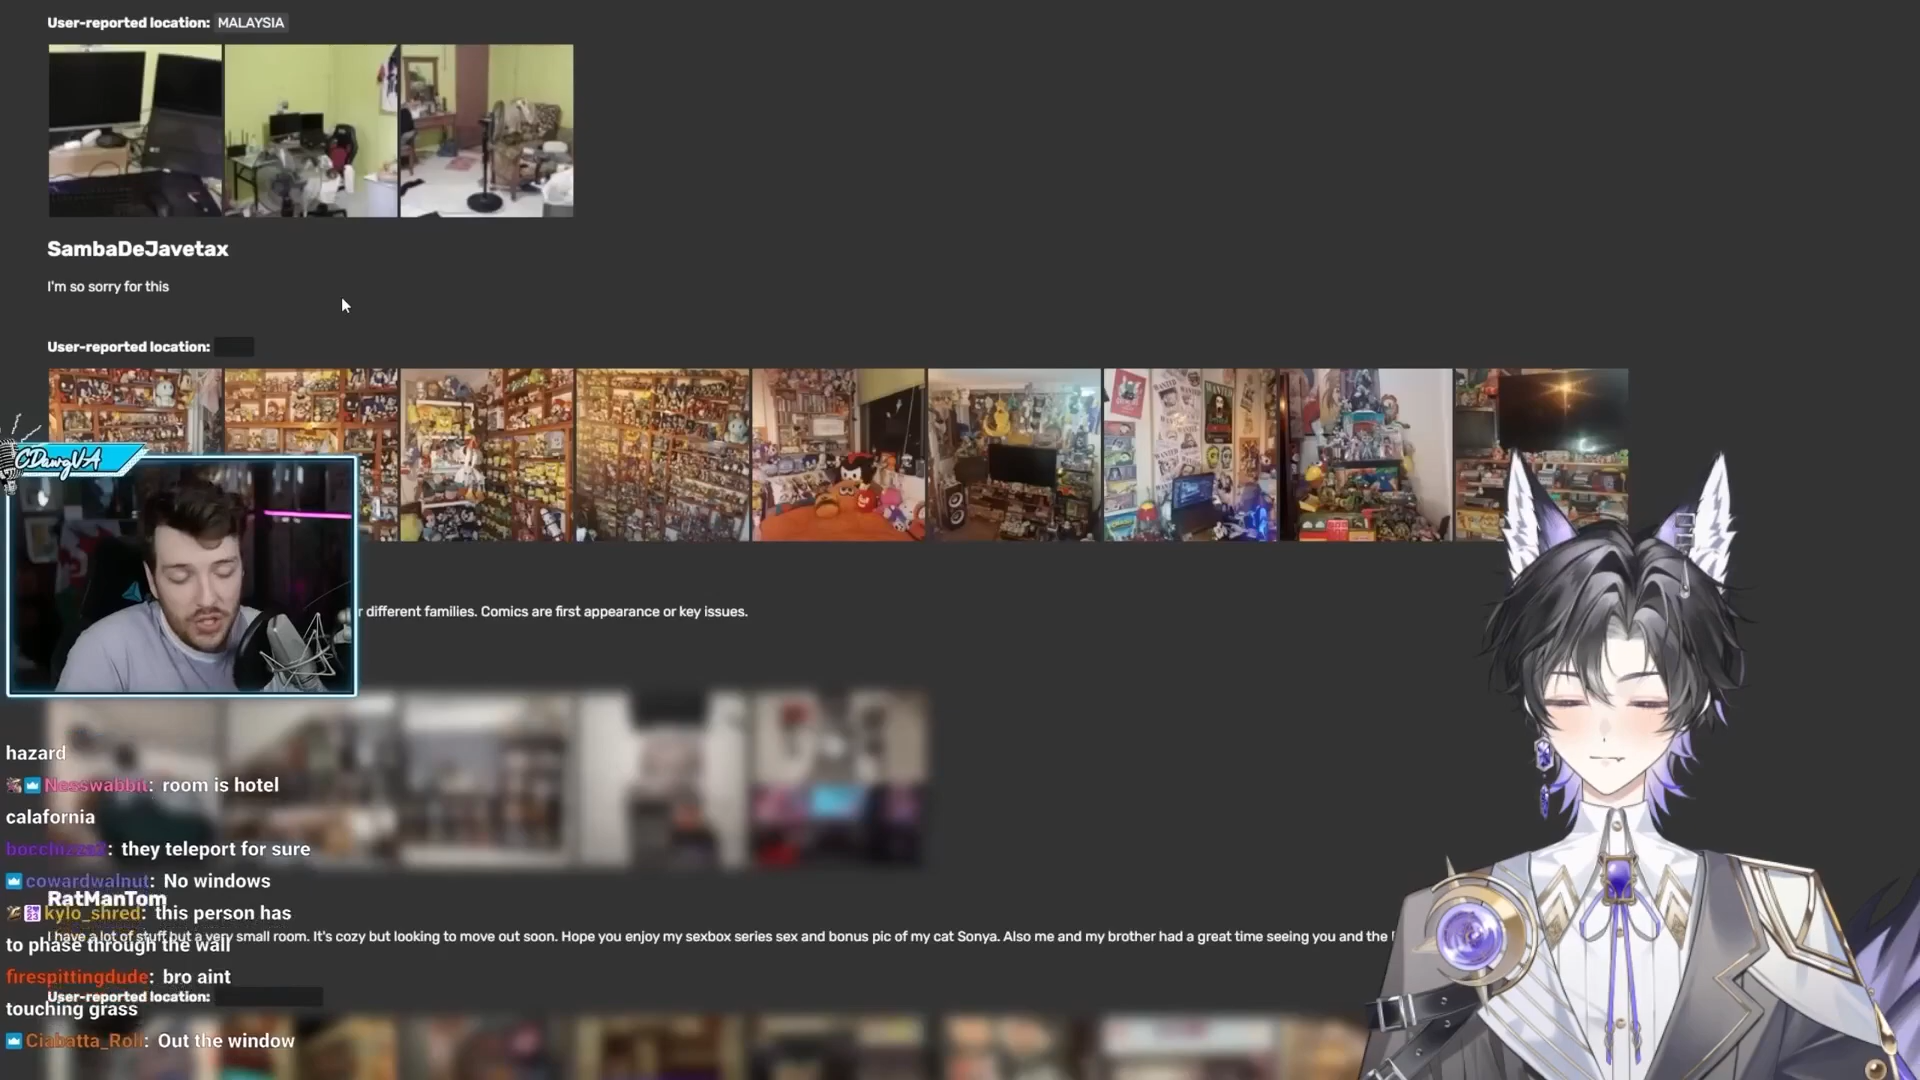 User-reported location: MALAYSIA
SambaDeJavetax
I'm so sorry for this
User-reported location:
WANTED
CDawgVA
r different families. Comics are first appearance or key issues.
hazard
Nesswabbit: room is hotel
calafornia
: they teleport for sure
cowardwalnut: No windows
RatManTom
kylo_shred: this person has
to phase through the wall
I have a lot of stuff but a very small room. It's cozy but looking to move out soon. Hope you enjoy my sexbox series sex and bonus pic of my cat Sonya. Also me and my brother had a great time seeing you and the
firespittingdude: bro aint
User-reported location:
touching grass
Ciabatta_Roll: Out the window